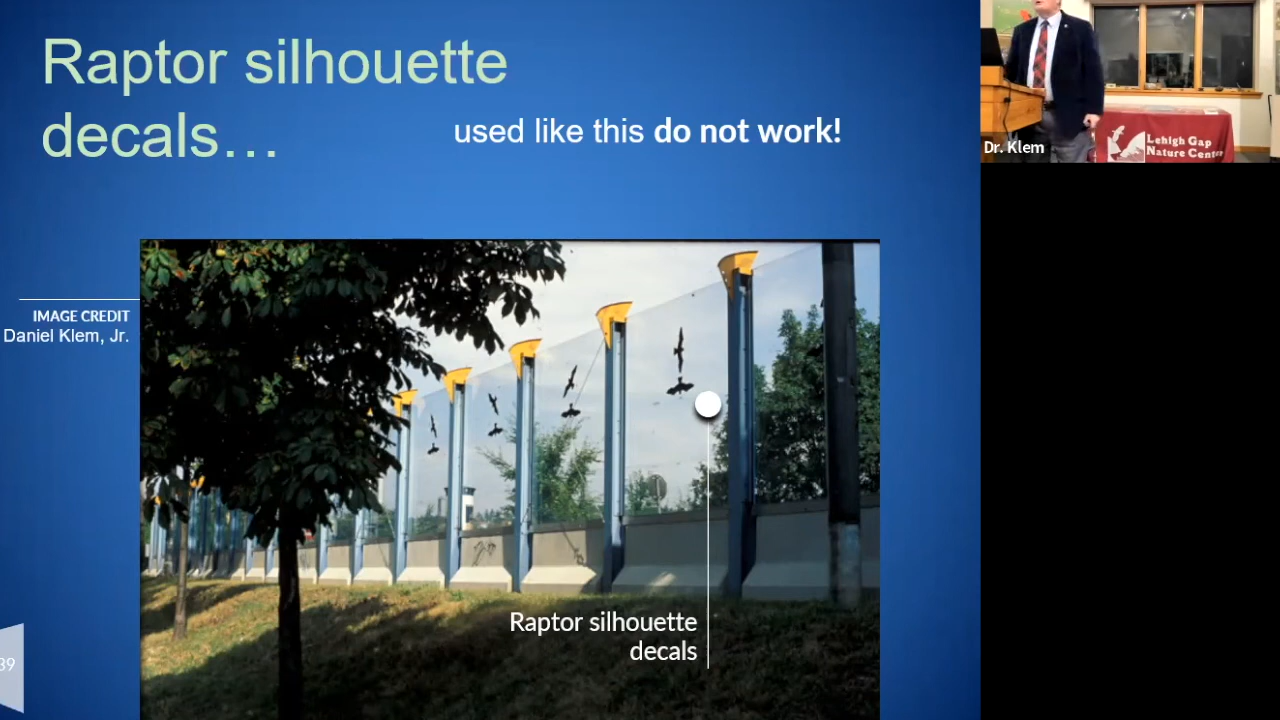 Raptor silhouette
decals…
used like this do not work!
IMAGE CREDIT
Daniel Klem, Jr.
Raptor silhouette
decals
39
Dr. Klem
Lehigh Gap
Nature Center